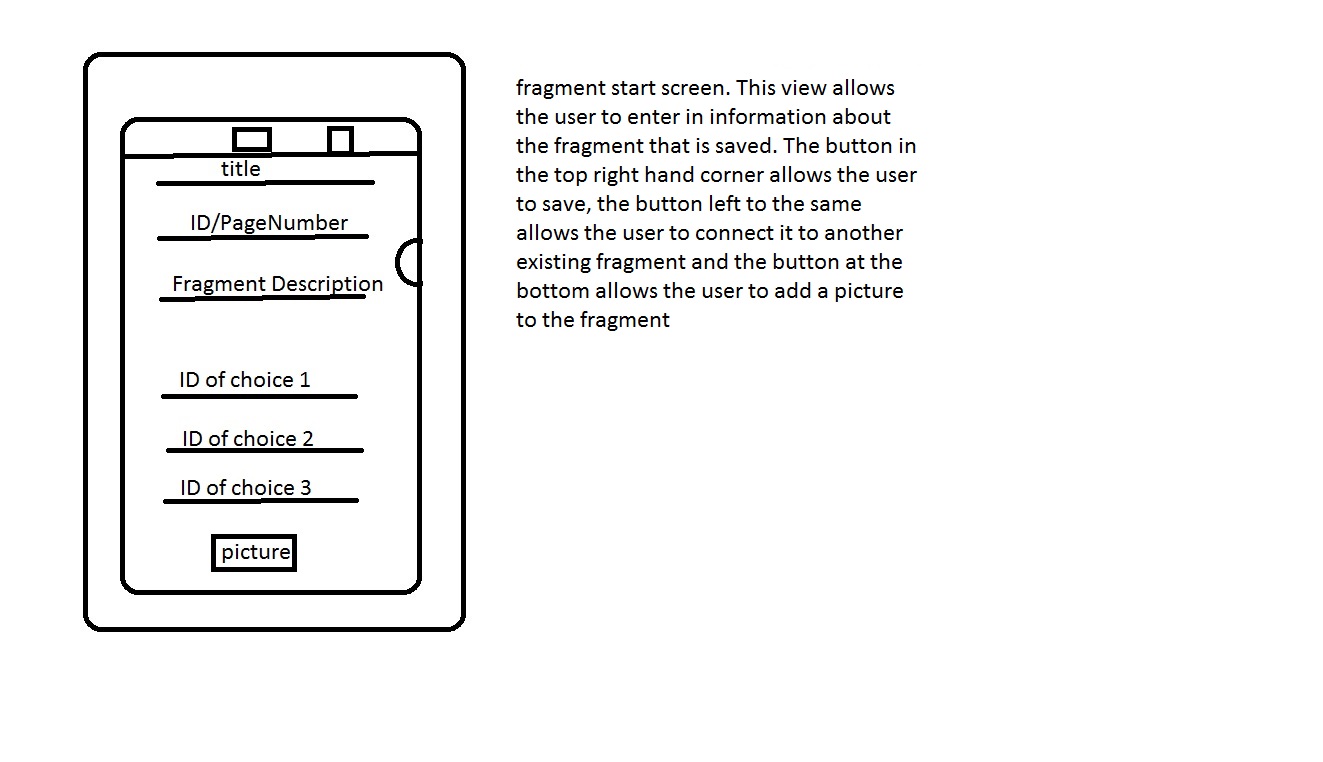 title
ID/PageNumber
Fragment Description
ID of choice 1
ID of choice 2
ID of choice 3
picture
fragment start screen. This view allows
the user to enter in information about
the fragment that is saved. The button in
the top right hand corner allows the user
to save, the button left to the same
allows the user to connect it to another
existing fragment and the button at the
bottom allows the user to add a picture
to the fragment